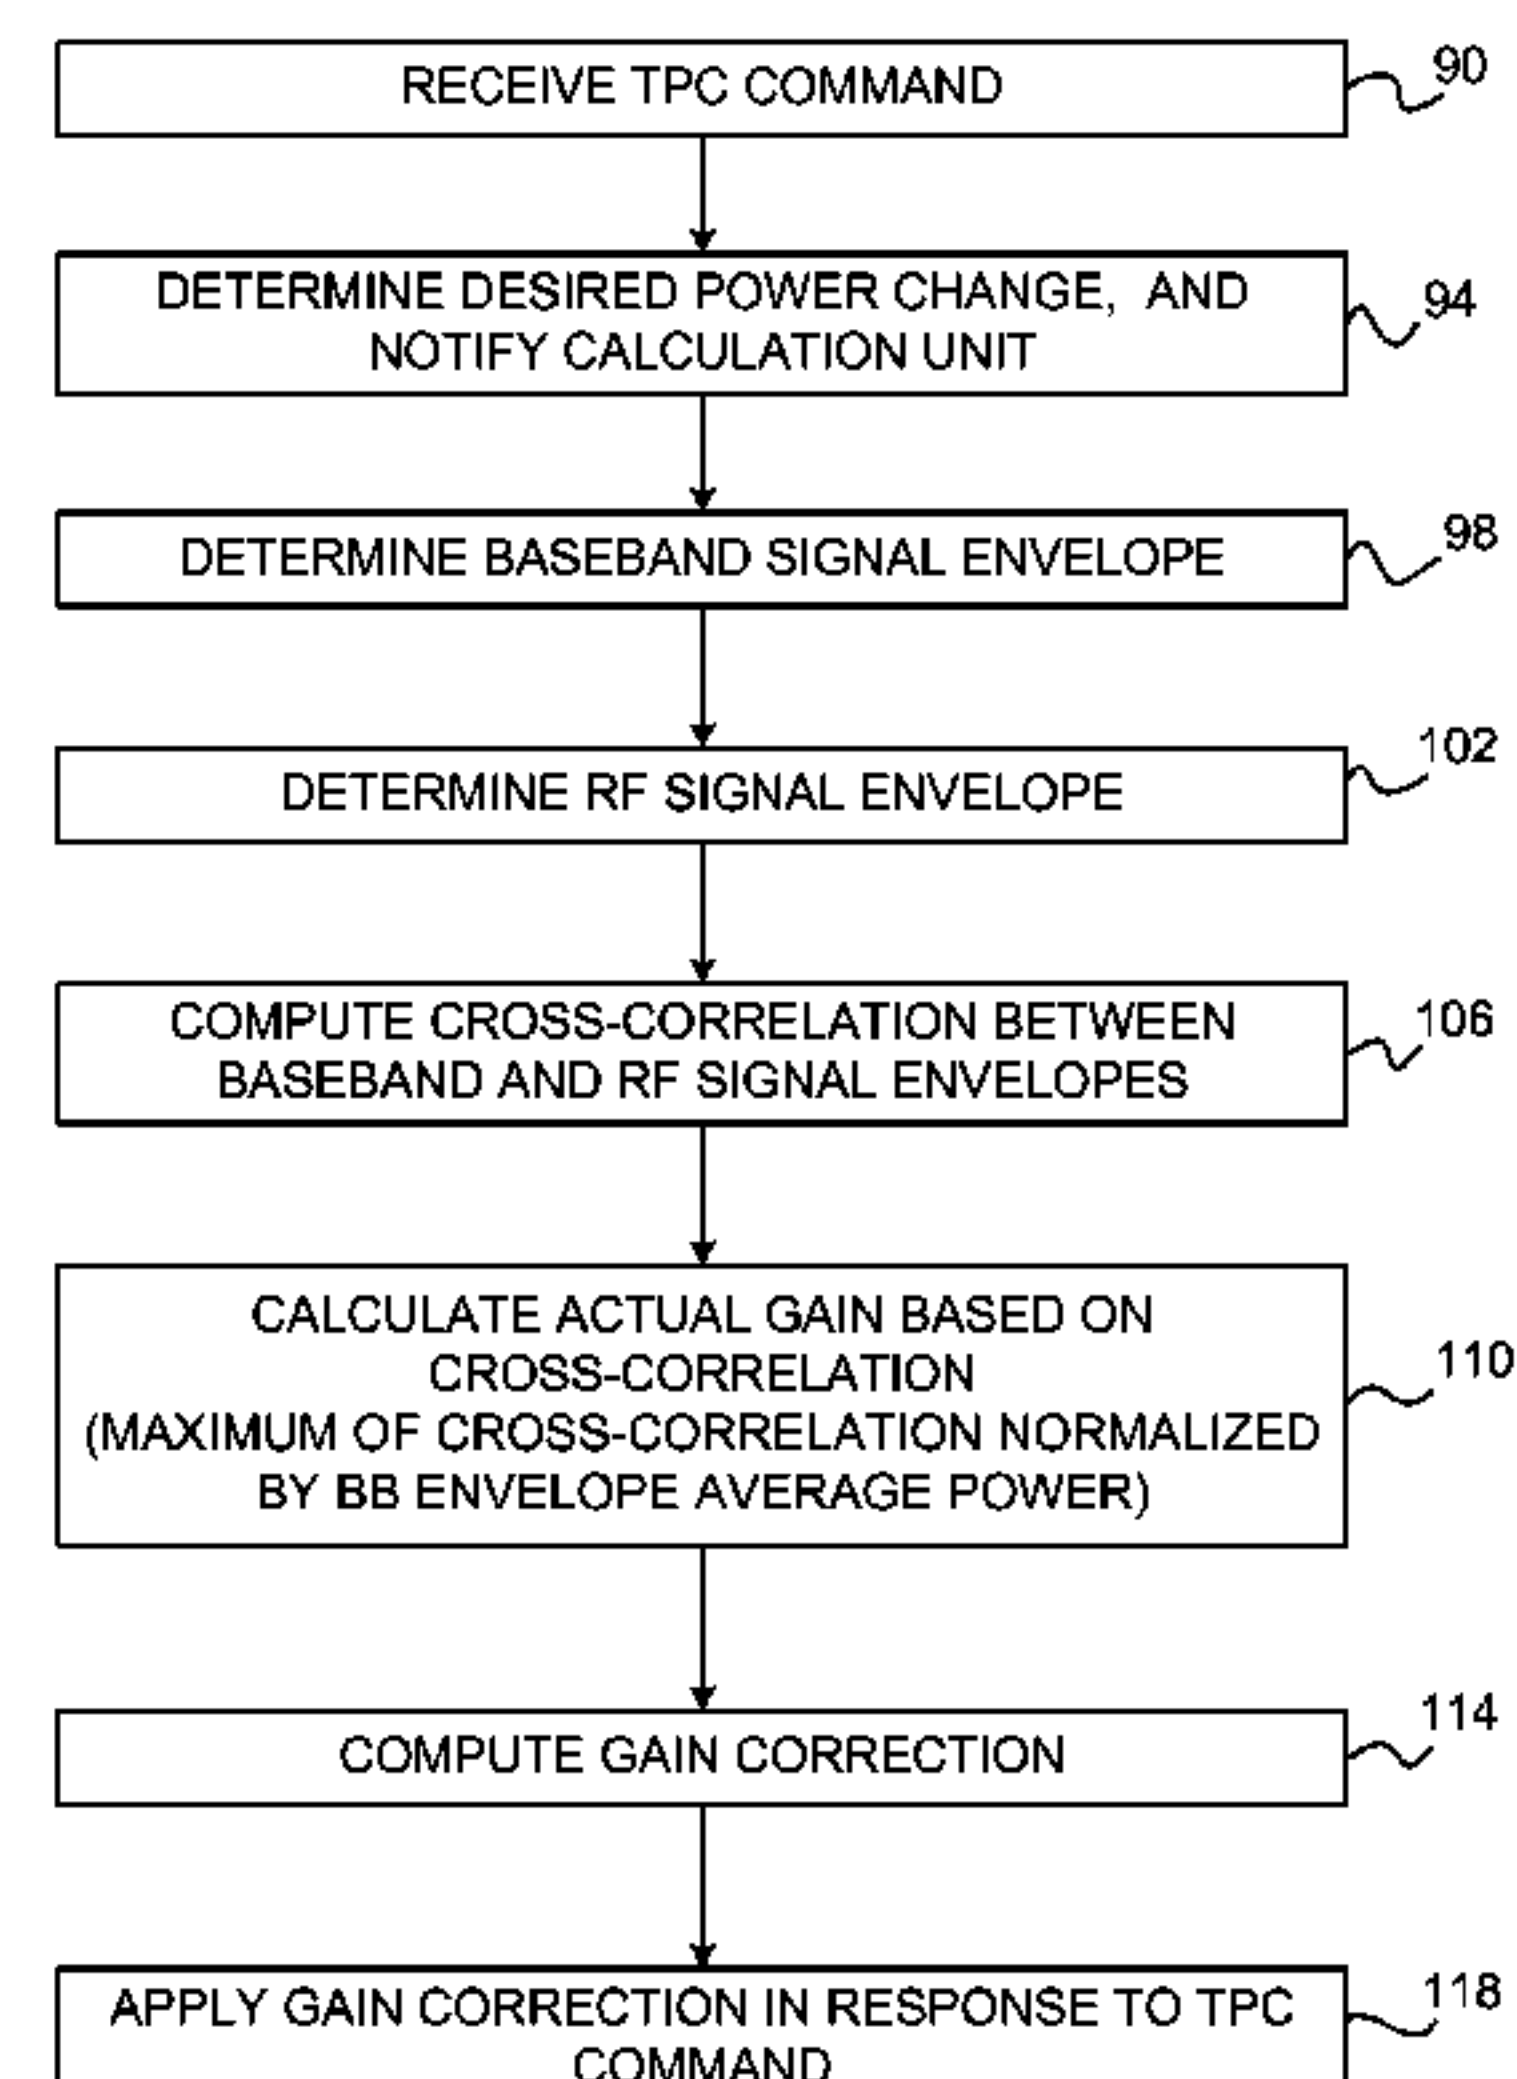 RECEIVE TPC COMMAND
90
DETERMINE DESIRED POWER CHANGE, AND
NOTIFY CALCULATION UNIT
94
DETERMINE BASEBAND SIGNAL ENVELOPE
98
DETERMINE RF SIGNAL ENVELOPE
102
COMPUTE CROSS-CORRELATION BETWEEN
BASEBAND AND RF SIGNAL ENVELOPES
106
CALCULATE ACTUAL GAIN BASED ON
CROSS-CORRELATION
(MAXIMUM OF CROSS-CORRELATION NORMALIZED
BY BB ENVELOPE AVERAGE POWER)
110
COMPUTE GAIN CORRECTION
114
APPLY GAIN CORRECTION IN RESPONSE TO TPC
COMMAND
118